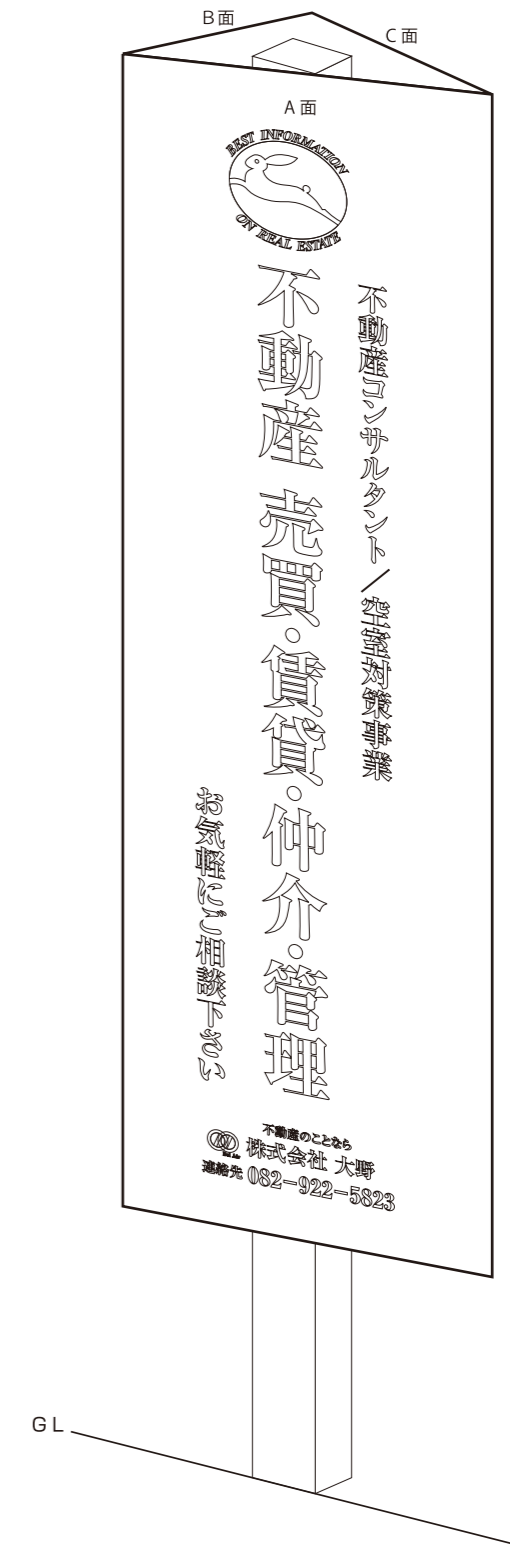 B面
C面
A面
BEST INFORMATION
ON REAL ESTATE
不動産コンサルタント/空室対策事業
不動産 売買・賃貸・仲介・管理
お気軽にご相談下さい
不動産のことなら
株式会社 大野
連絡先 082-922-5823
GL